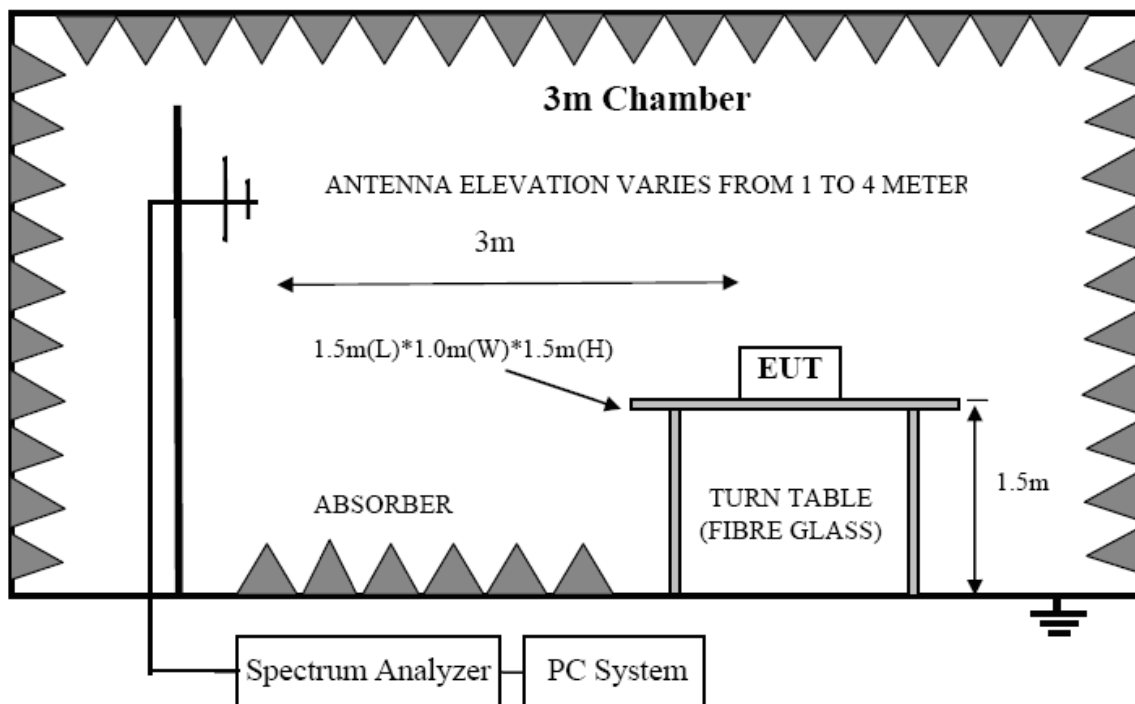 3m Chamber
ANTENNA ELEVATION VARIES FROM 1 TO 4 METER
3m
1.5m(L)*1.0m(W)*1.5m(H)
EUT
1.5m
ABSORBER
TURN TABLE
(FIBRE GLASS)
Spectrum Analyzer
PC System